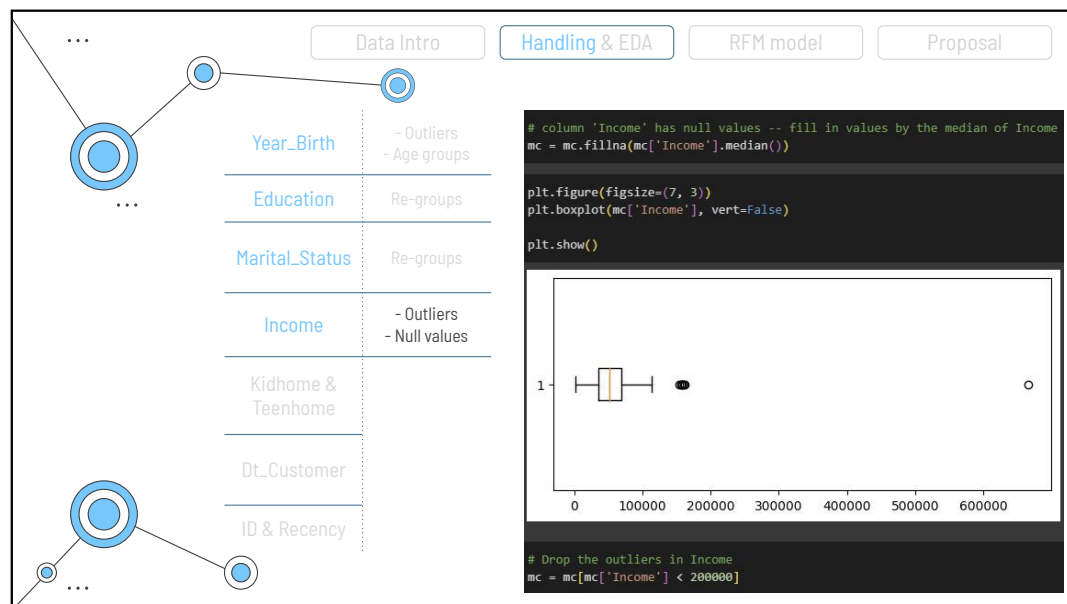 ...
Data Intro
Handling & EDA
RFM model
Proposal
...
Year_Birth
- Outliers
- Age groups
Education
Re-groups
Marital_Status
Re-groups
Income
- Outliers
- Null values
Kidhome &
Teenhome
Dt_Customer
ID & Recency
...
# column 'Income' has null values -- fill in values by the median of Income
mc = mc.fillna(mc['Income'].median())
plt.figure(figsize=(7, 3))
plt.boxplot(mc['Income'], vert=False)
plt.show()
1
0 100000 200000 300000 400000 500000 600000
# Drop the outliers in Income
mc = mc[mc['Income'] < 200000]